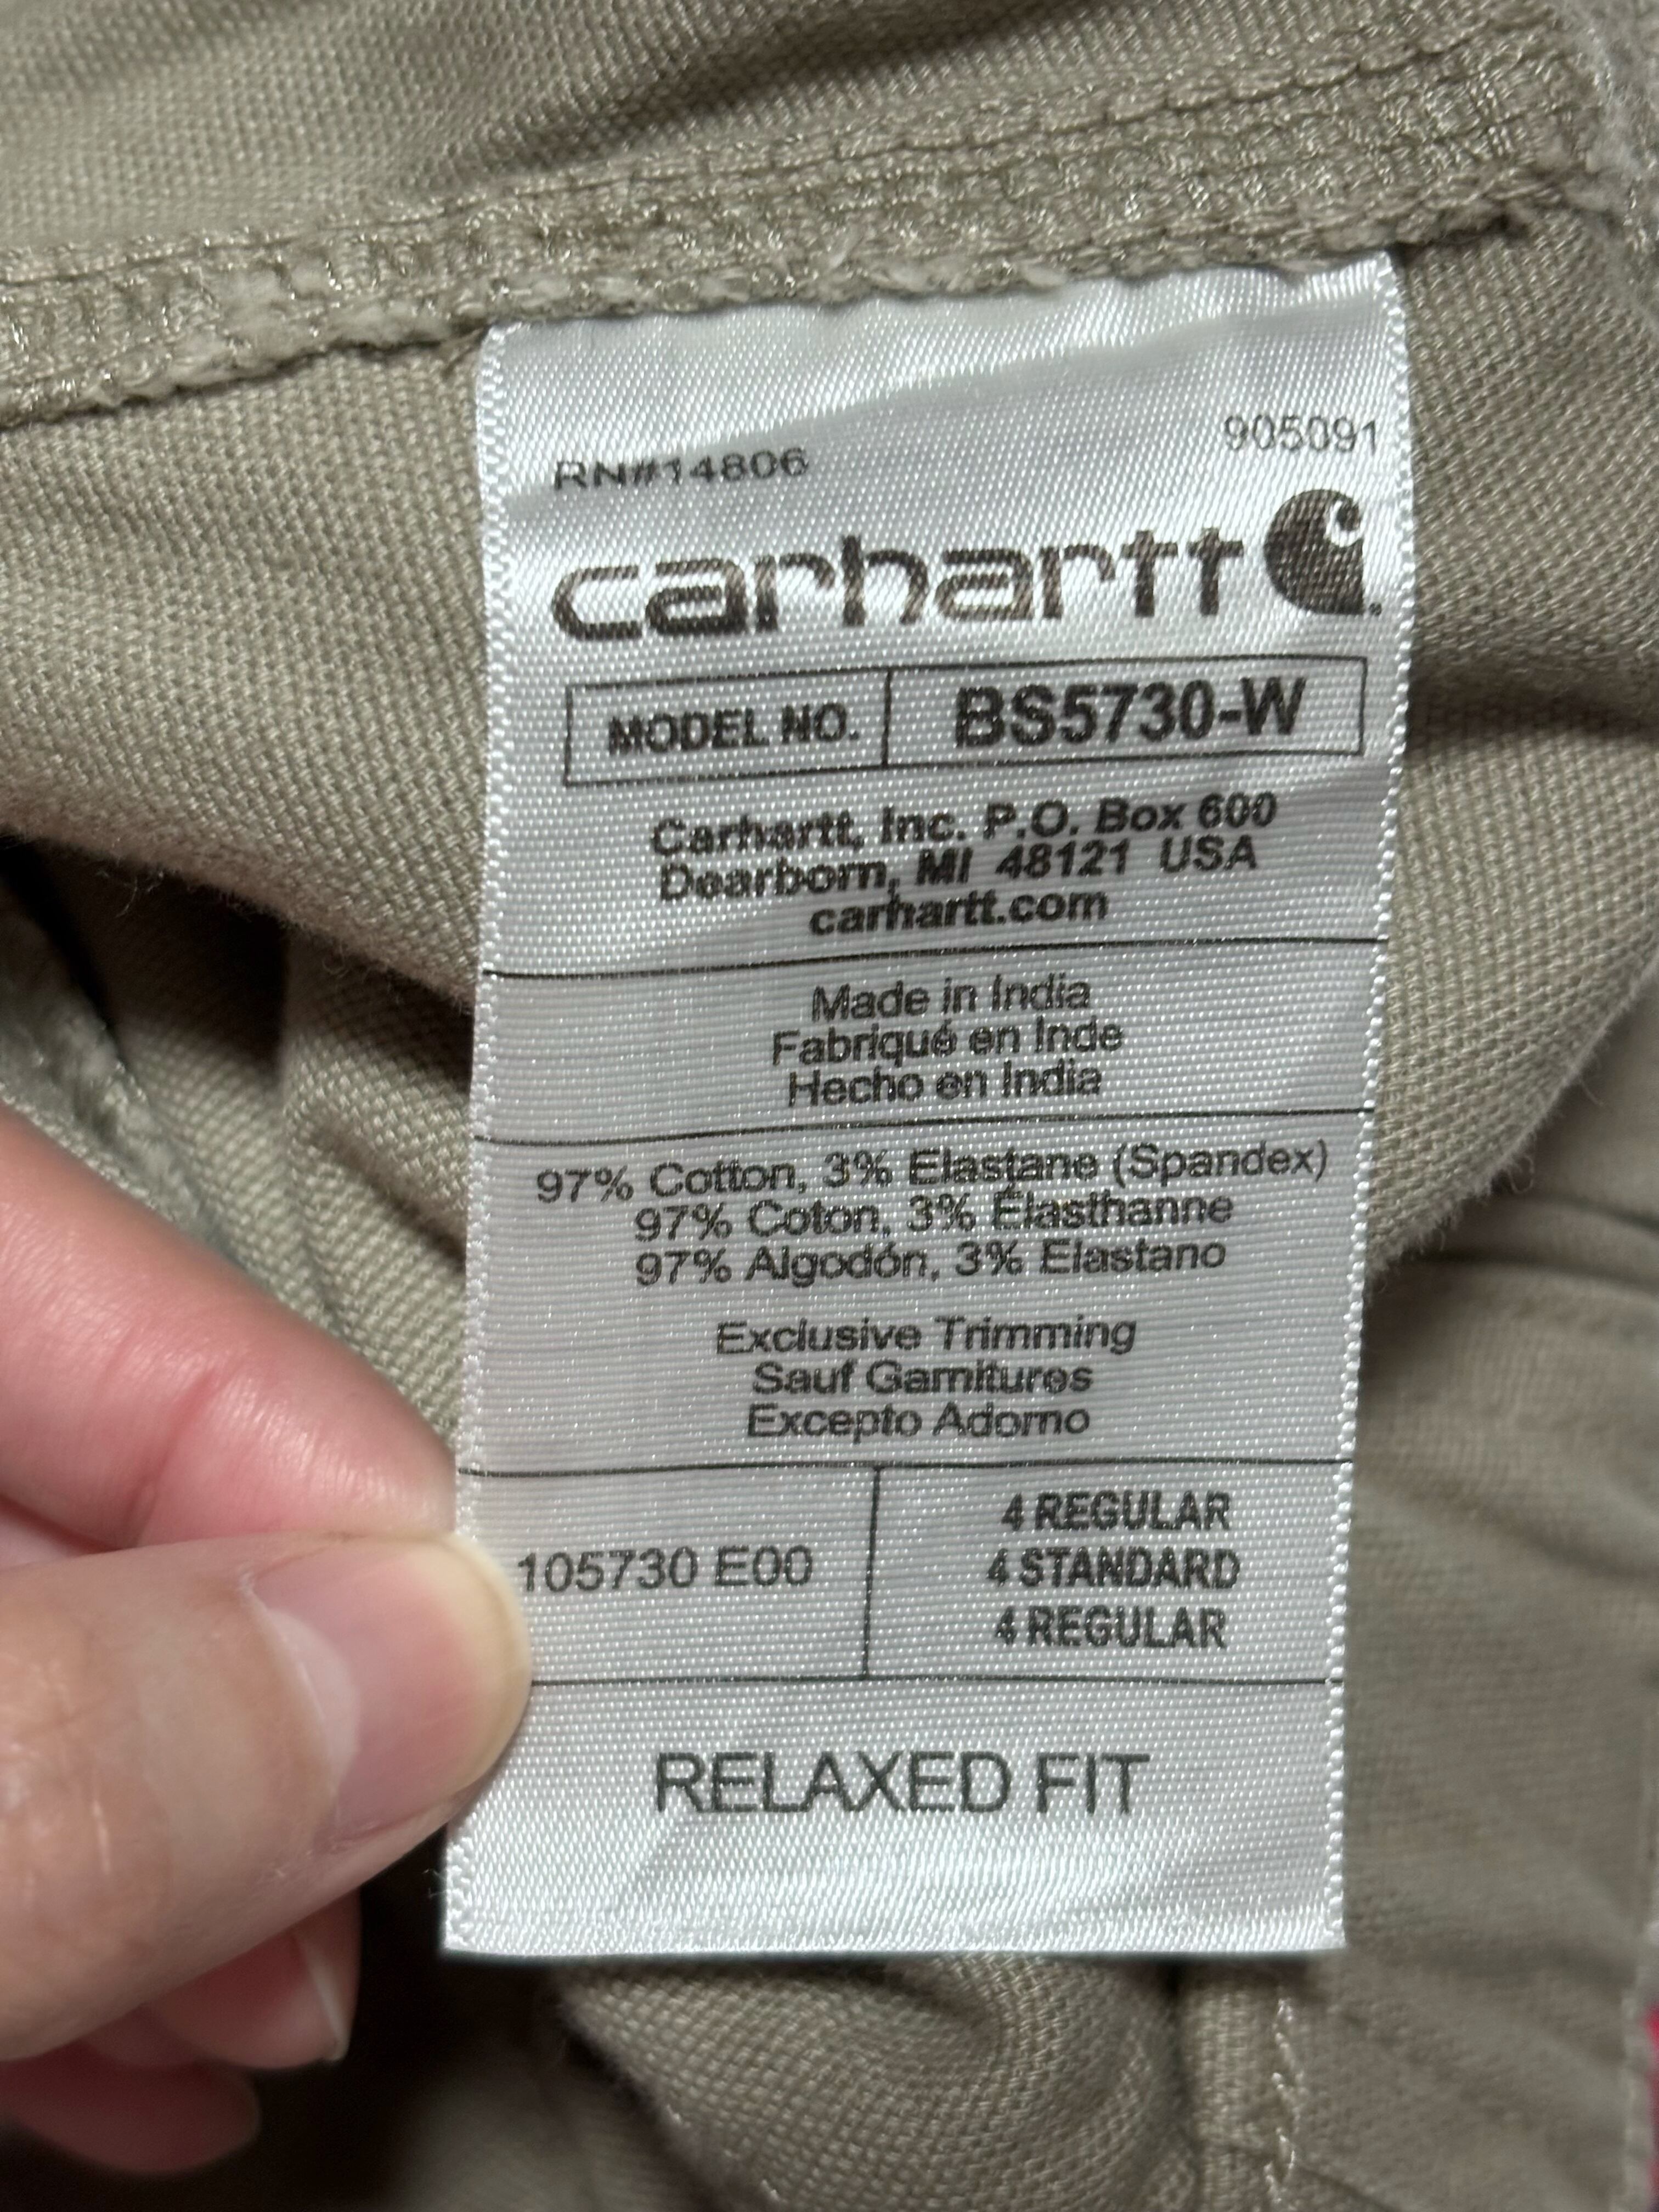 RN#14806 905091
carhartt
MODEL NO. BS5730-W
Carhartt, Inc. P.O. Box 600
Dearborn, MI 48121 USA
carhartt.com
Made in India
Fabriqué en Inde
Hecho en India
97% Cotton, 3% Elastane (Spandex)
97% Coton, 3% Élasthanne
97% Algodón, 3% Elastano
Exclusive Trimming
Sauf Garnitures
Excepto Adorno
4 REGULAR
105730 E00 4 STANDARD
4 REGULAR
RELAXED FIT